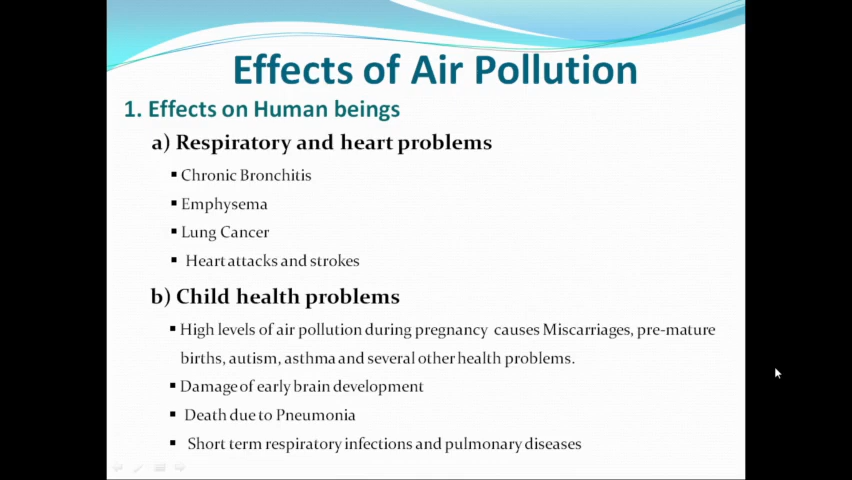 Effects of Air Pollution
1. Effects on Human beings
a) Respiratory and heart problems
▪ Chronic Bronchitis
▪ Emphysema
▪ Lung Cancer
▪ Heart attacks and strokes
b) Child health problems
▪ High levels of air pollution during pregnancy causes Miscarriages, pre-mature
births, autism, asthma and several other health problems.
▪ Damage of early brain development
▪ Death due to Pneumonia
▪ Short term respiratory infections and pulmonary diseases